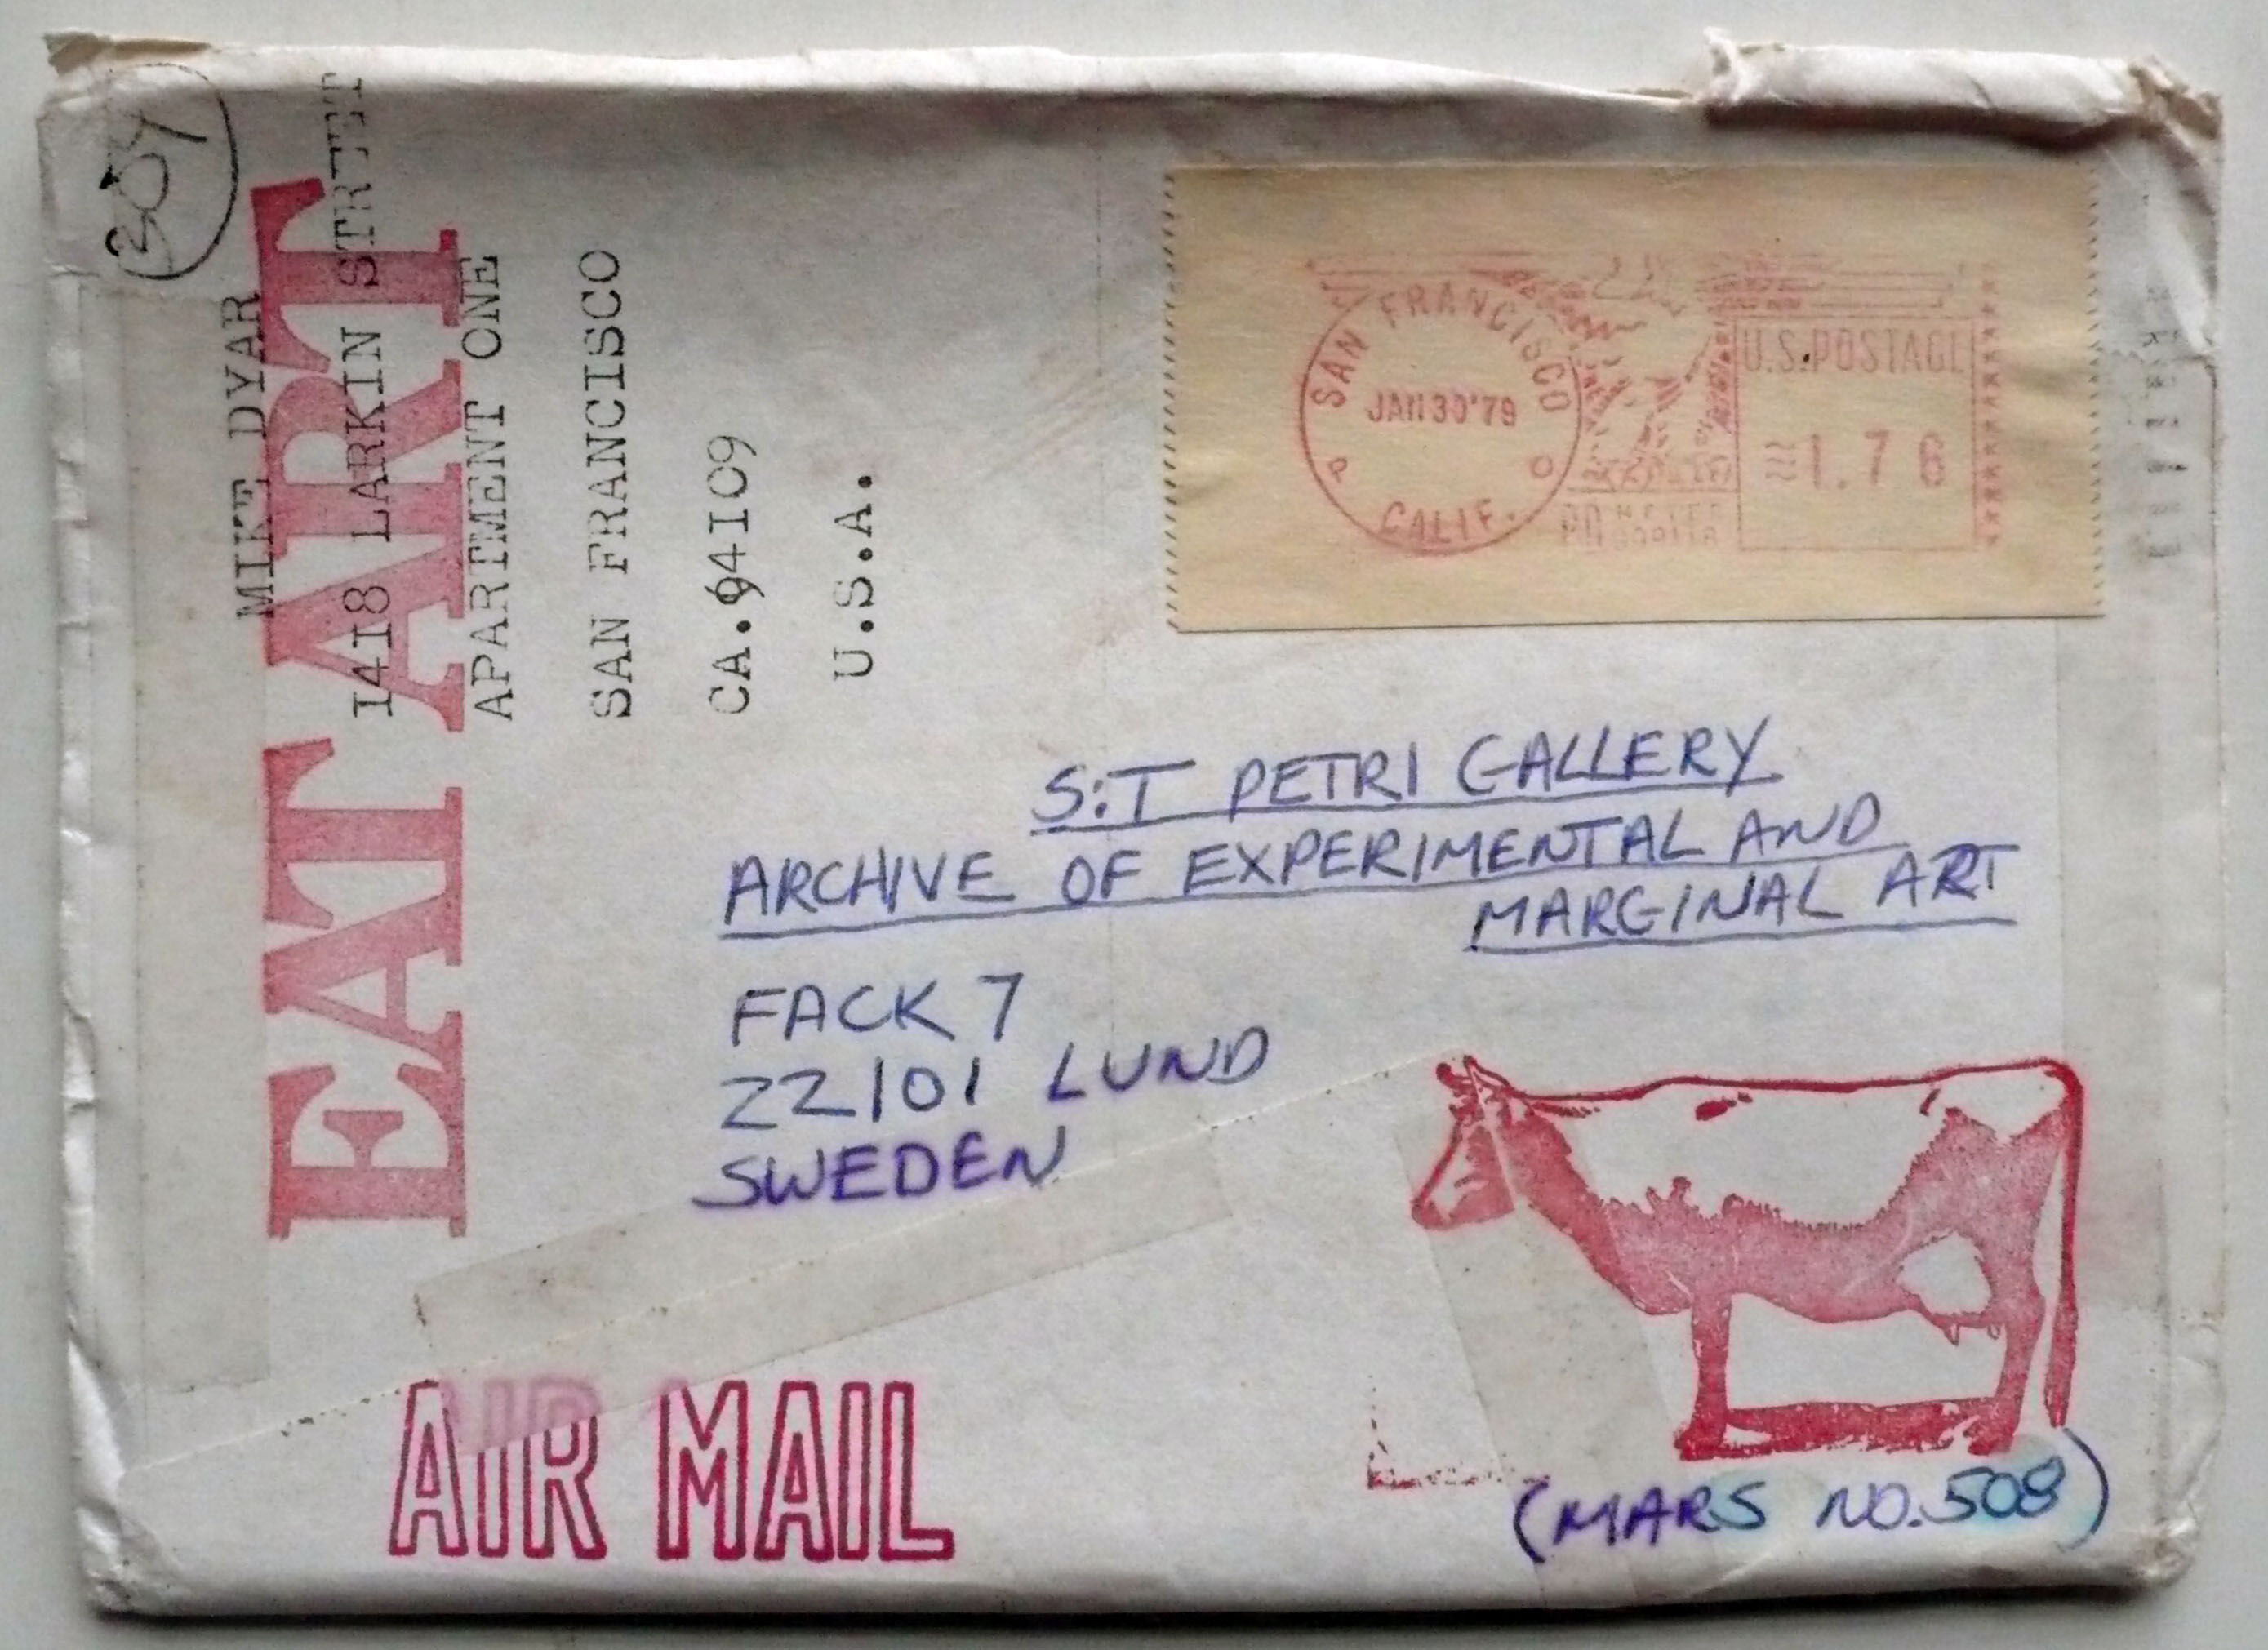 307
EAT ART
MIKE DYAR
1418 LARKIN STREET
APARTMENT ONE
SAN FRANCISCO
CA.94109
U.S.A.
SAN FRANCISCO
JAN 30'79
P O
CALIF.
U.S.POSTAGE
1.76
S:T PETRI GALLERY
ARCHIVE OF EXPERIMENTAL AND
MARGINAL ART
FACK 7
22101 LUND
SWEDEN
AIR MAIL
(MARS NO.508)